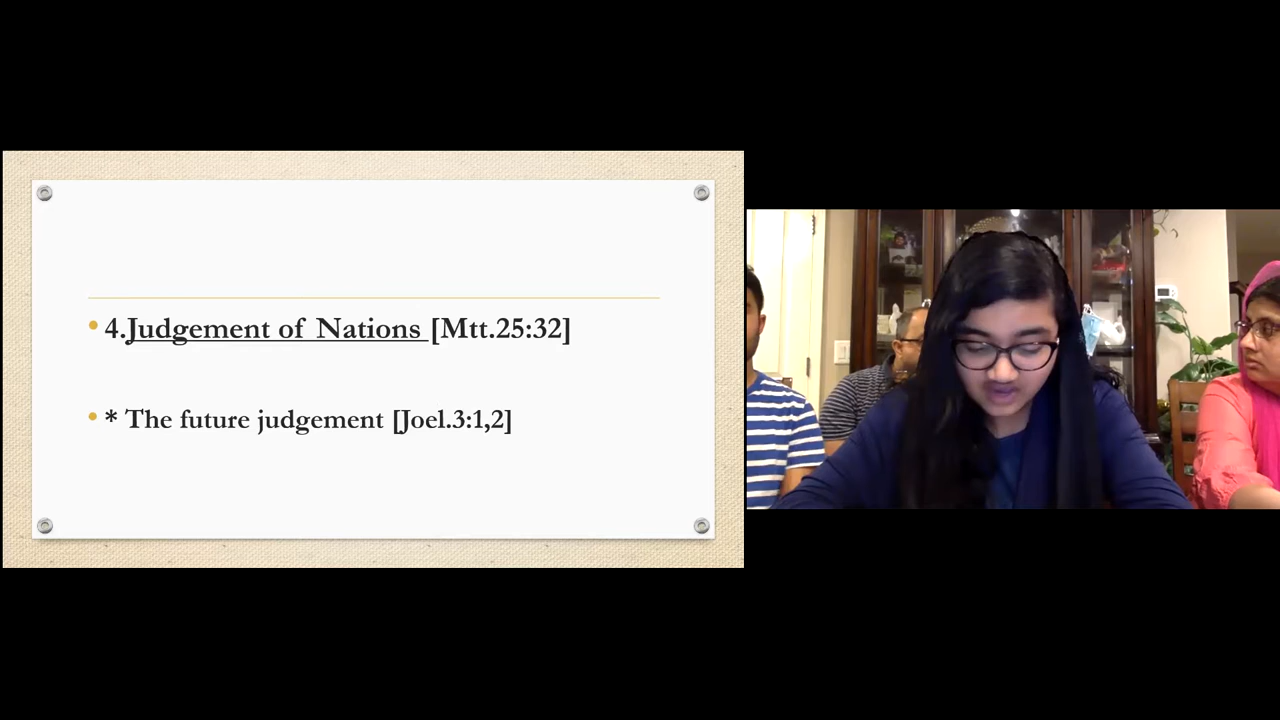 4.Judgement of Nations [Mtt.25:32]
* The future judgement [Joel.3:1,2]